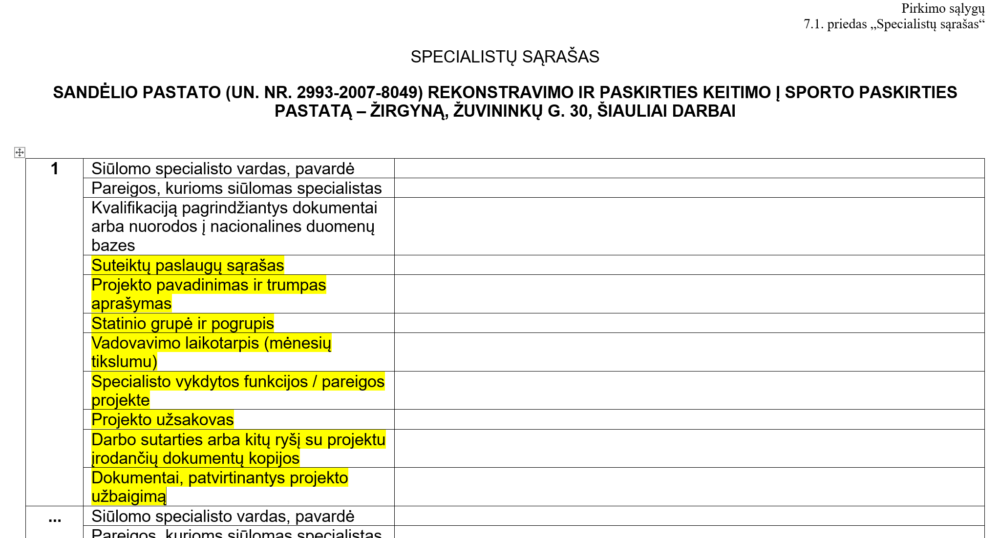 Pirkimo sąlygų
7.1. priedas „Specialistų sąrašas“
SPECIALISTŲ SĄRAŠAS
SANDĖLIO PASTATO (UN. NR. 2993-2007-8049) REKONSTRAVIMO IR PASKIRTIES KEITIMO Į SPORTO PASKIRTIES
PASTATĄ – ŽIRGYNĄ, ŽUVININKŲ G. 30, ŠIAULIAI DARBAI
1
Siūlomo specialisto vardas, pavardė
Pareigos, kurioms siūlomas specialistas
Kvalifikaciją pagrindžiantys dokumentai
arba nuorodos į nacionalines duomenų
bazes
Suteiktų paslaugų sąrašas
Projekto pavadinimas ir trumpas
aprašymas
Statinio grupė ir pogrupis
Vadovavimo laikotarpis (mėnesių
tikslumu)
Specialisto vykdytos funkcijos / pareigos
projekte
Projekto užsakovas
Darbo sutarties arba kitų ryšį su projektu
įrodančių dokumentų kopijos
Dokumentai, patvirtinantys projekto
užbaigimą
...
Siūlomo specialisto vardas, pavardė
Pareigos, kurioms siūlomas specialistas